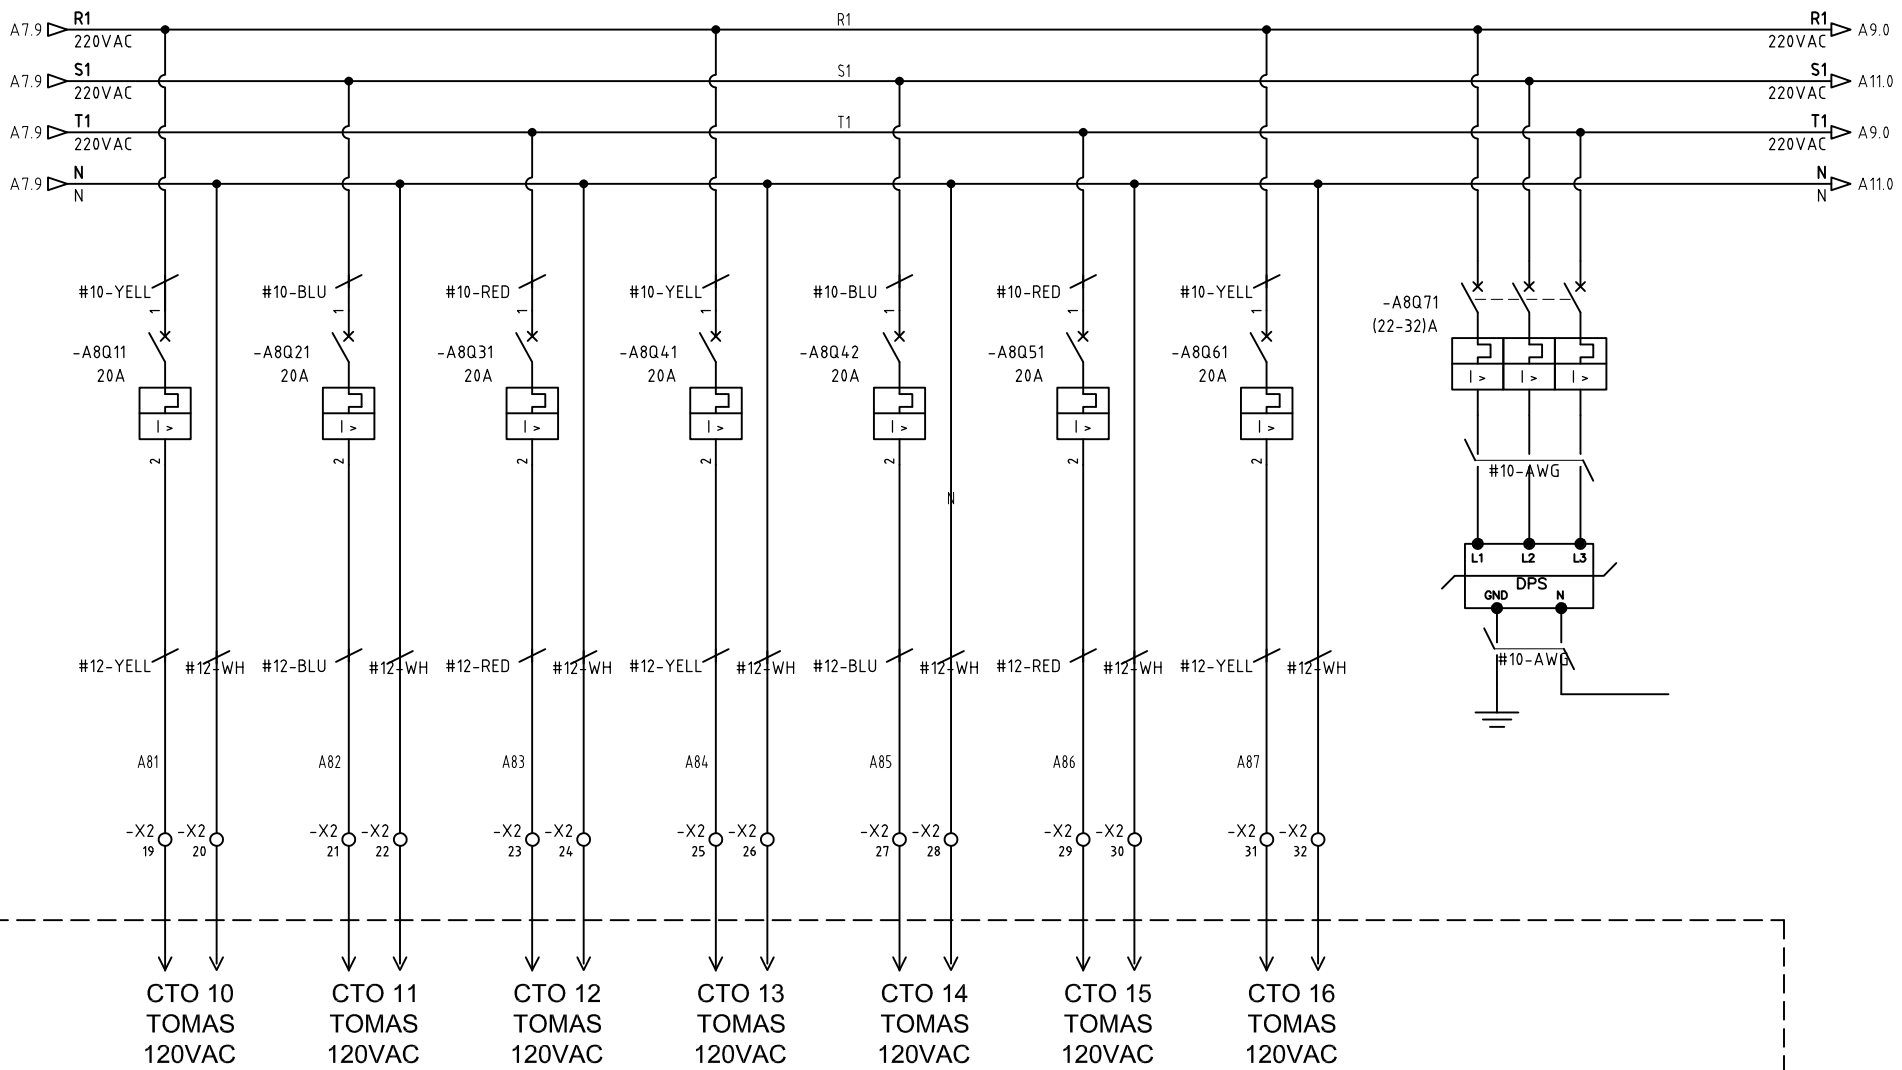 A7.9 R1 R1 R1 A9.0
220VAC 220VAC
A7.9 S1 S1 S1 A11.0
220VAC 220VAC
A7.9 T1 T1 T1 A9.0
220VAC 220VAC
A7.9 N N A11.0
N N
#10-YELL #10-BLU #10-RED #10-YELL #10-BLU #10-RED #10-YELL
1 1 1 1 1 1 1
-A8Q71
(22-32)A
-A8Q11 -A8Q21 -A8Q31 -A8Q41 -A8Q42 -A8Q51 -A8Q61
20A 20A 20A 20A 20A 20A 20A
I > I > I >
I > I > I > I > I > I > I >
2 2 2 2 2 2 2
#10-AWG
N
L1 L2 L3
DPS
GND N
#10-AWG
#12-YELL #12-WH #12-BLU #12-WH #12-RED #12-WH #12-YELL #12-WH #12-BLU #12-WH #12-RED #12-WH #12-YELL #12-WH
A81 A82 A83 A84 A85 A86 A87
-X2 -X2 -X2 -X2 -X2 -X2 -X2 -X2 -X2 -X2 -X2 -X2 -X2 -X2
19 20 21 22 23 24 25 26 27 28 29 30 31 32
CTO 10 CTO 11 CTO 12 CTO 13 CTO 14 CTO 15 CTO 16
TOMAS TOMAS TOMAS TOMAS TOMAS TOMAS TOMAS
120VAC 120VAC 120VAC 120VAC 120VAC 120VAC 120VAC